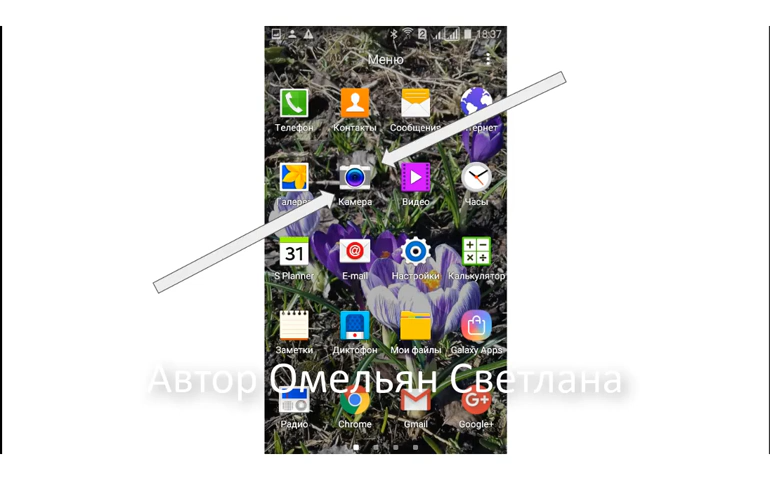 18:37
Меню
Телефон Контакты Сообщения
Галерея Камера Видео Часы
31
S Planner E-mail Настройки Калькулятор
Заметки Диктофон Мои файлы Galaxy Apps
Автор Омельян Светлана
G+
Радио Chrome Gmail Google+